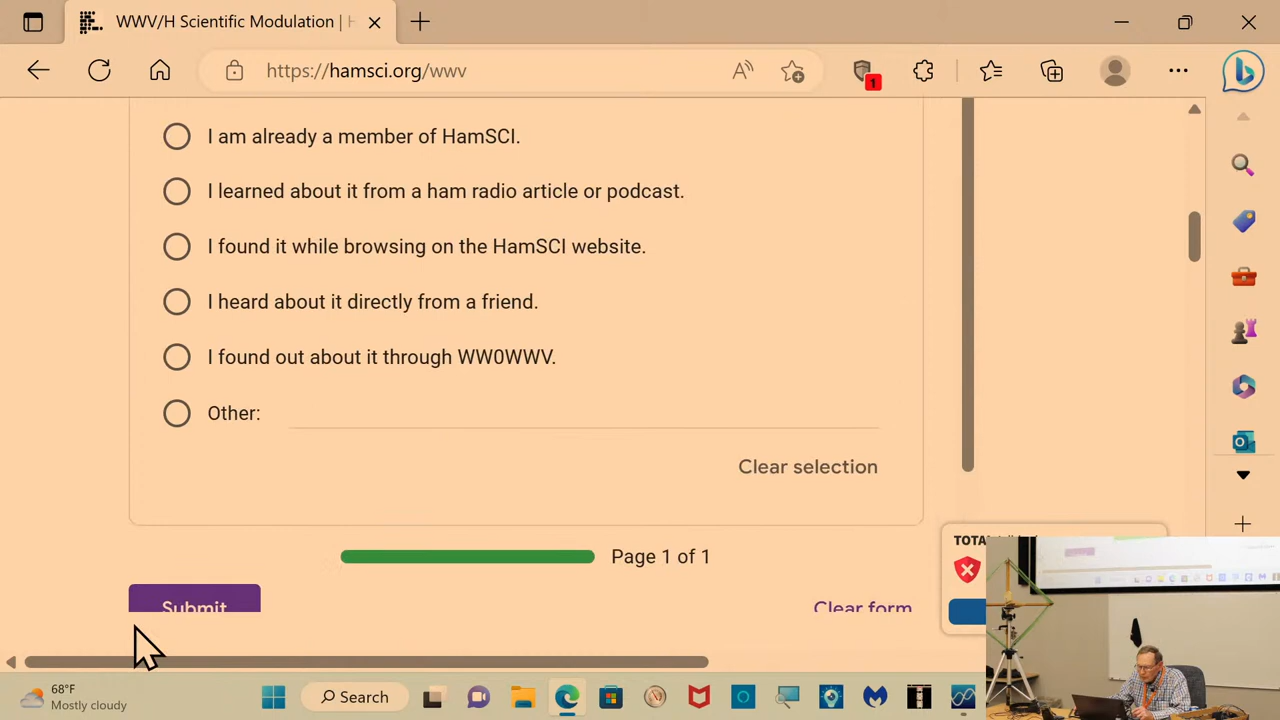 WWV/H Scientific Modulation | H
https://hamsci.org/wwv
1
I am already a member of HamSCI.
I learned about it from a ham radio article or podcast.
I found it while browsing on the HamSCI website.
I heard about it directly from a friend.
I found out about it through WW0WWV.
Other:
Clear selection
Page 1 of 1
Submit
Clear form
68°F
Mostly cloudy
Search